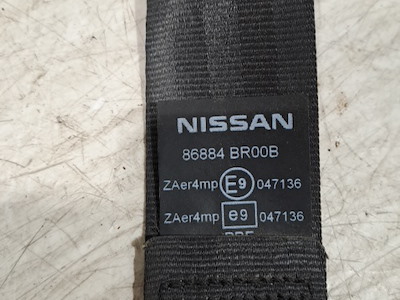 NISSAN
86884 BR00B
ZAer4mp E9 047136
ZAer4mp e9 047136